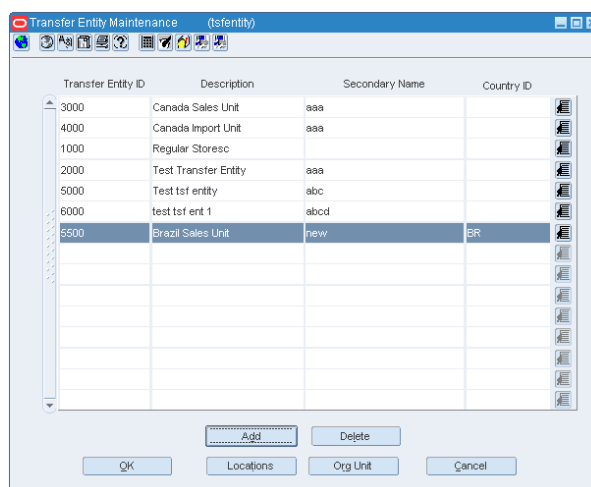 Transfer Entity Maintenance (tsfentity)
Transfer Entity ID Description Secondary Name Country ID
3000 Canada Sales Unit aaa
4000 Canada Import Unit aaa
1000 Regular Storesc
2000 Test Transfer Entity aaa
5000 Test tsf entity abc
6000 test tsf ent 1 abcd
5500 Brazil Sales Unit new BR
Add Delete
OK Locations Org Unit Cancel